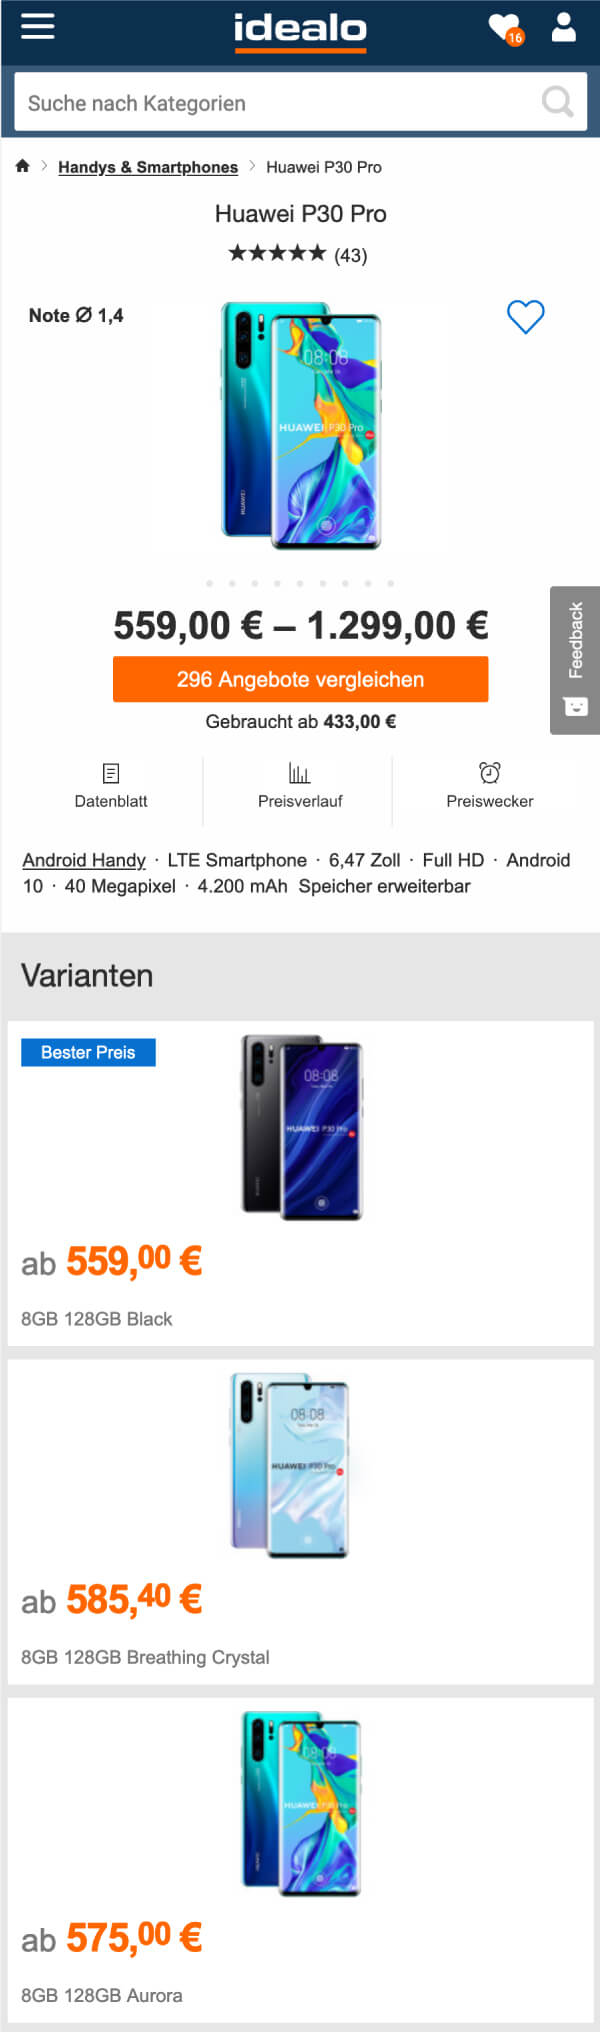 idealo
16
Suche nach Kategorien
Handys & Smartphones > Huawei P30 Pro
Huawei P30 Pro
★★★★★ (43)
Note Ø 1,4
08:08
HUAWEI P30 Pro
HUAWEI
559,00 € – 1.299,00 €
Feedback
296 Angebote vergleichen
Gebraucht ab 433,00 €
Datenblatt
Preisverlauf
Preiswecker
Android Handy · LTE Smartphone · 6,47 Zoll · Full HD · Android
10 · 40 Megapixel · 4.200 mAh Speicher erweiterbar
Varianten
Bester Preis
08:08
HUAWEI P30 Pro
ab 559,00 €
8GB 128GB Black
08:08
HUAWEI P30 Pro
ab 585,40 €
8GB 128GB Breathing Crystal
08:08
HUAWEI P30 Pro
ab 575,00 €
8GB 128GB Aurora